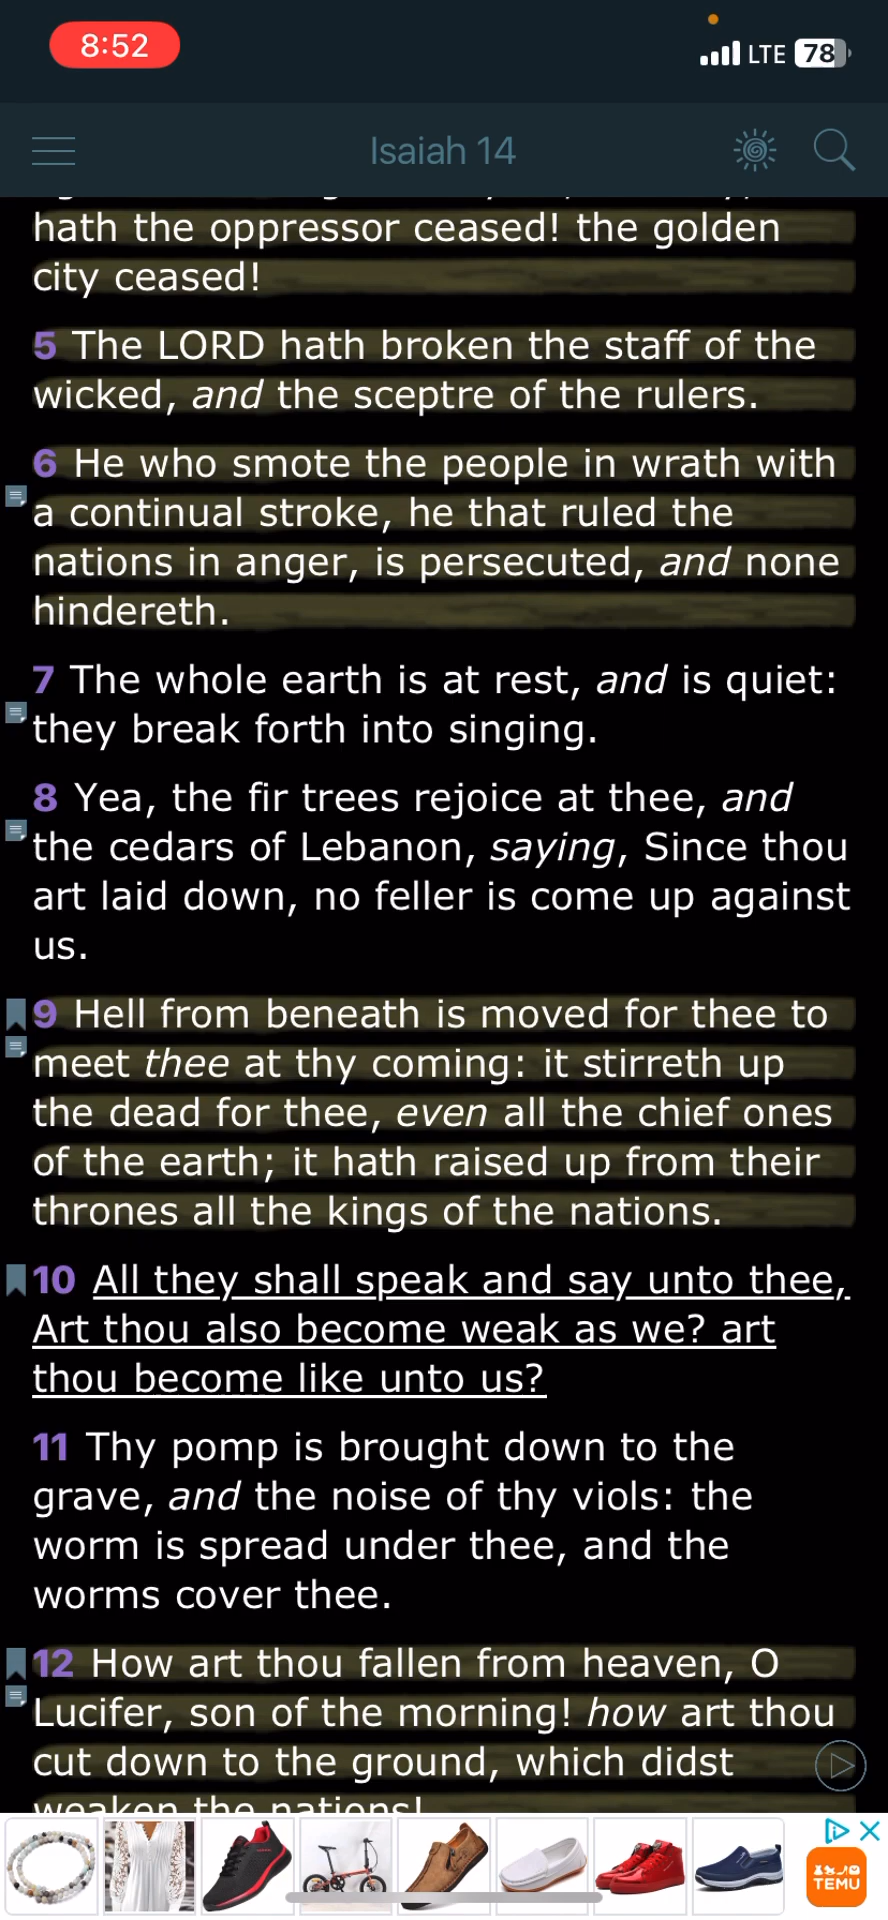 8:52
LTE 78
Isaiah 14
hath the oppressor ceased! the golden
city ceased!
5 The LORD hath broken the staff of the
wicked, and the sceptre of the rulers.
6 He who smote the people in wrath with
a continual stroke, he that ruled the
nations in anger, is persecuted, and none
hindereth.
7 The whole earth is at rest, and is quiet:
they break forth into singing.
8 Yea, the fir trees rejoice at thee, and
the cedars of Lebanon, saying, Since thou
art laid down, no feller is come up against
us.
9 Hell from beneath is moved for thee to
meet thee at thy coming: it stirreth up
the dead for thee, even all the chief ones
of the earth; it hath raised up from their
thrones all the kings of the nations.
10 All they shall speak and say unto thee,
Art thou also become weak as we? art
thou become like unto us?
11 Thy pomp is brought down to the
grave, and the noise of thy viols: the
worm is spread under thee, and the
worms cover thee.
12 How art thou fallen from heaven, O
Lucifer, son of the morning! how art thou
cut down to the ground, which didst
weaken the nations!
TEMU